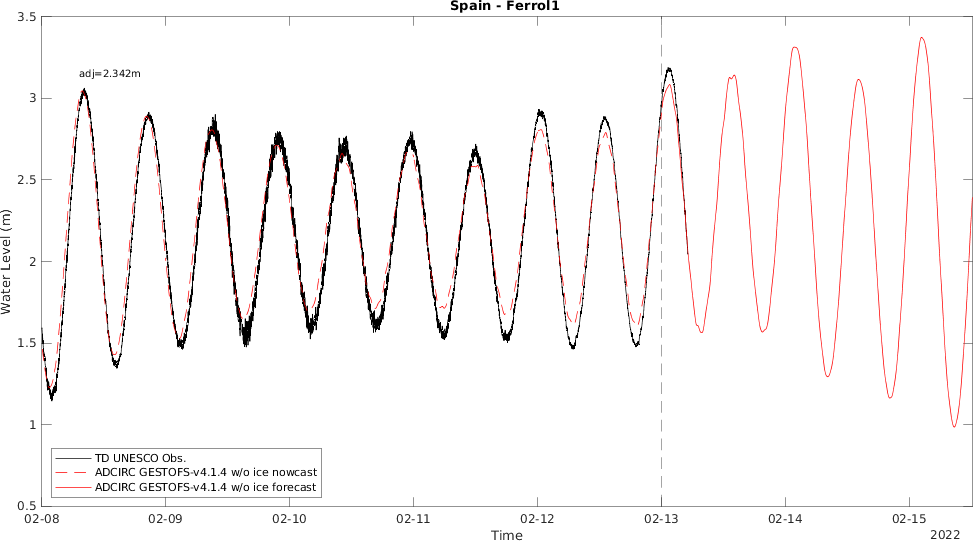 Spain - Ferrol1
adj=2.342m
3.5
3
2.5
2
1.5
1
0.5
Water Level (m)
TD UNESCO Obs.
ADCIRC GESTOFS-v4.1.4 w/o ice nowcast
ADCIRC GESTOFS-v4.1.4 w/o ice forecast
02-08 02-09 02-10 02-11 02-12 02-13 02-14 02-15
Time
2022